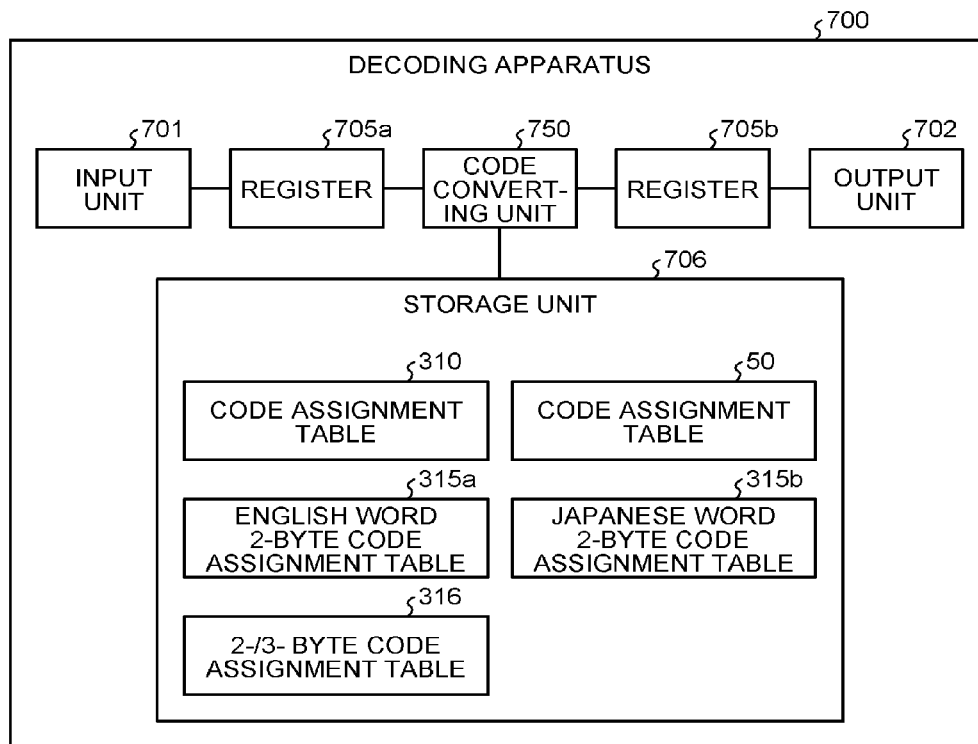 700
DECODING APPARATUS
701
705a
750
705b
702
INPUT
UNIT
REGISTER
CODE
CONVERT-
ING UNIT
REGISTER
OUTPUT
UNIT
706
STORAGE UNIT
310
50
CODE ASSIGNMENT
TABLE
CODE ASSIGNMENT
TABLE
315a
315b
ENGLISH WORD
2-BYTE CODE
ASSIGNMENT TABLE
JAPANESE WORD
2-BYTE CODE
ASSIGNMENT TABLE
316
2-/3- BYTE CODE
ASSIGNMENT TABLE